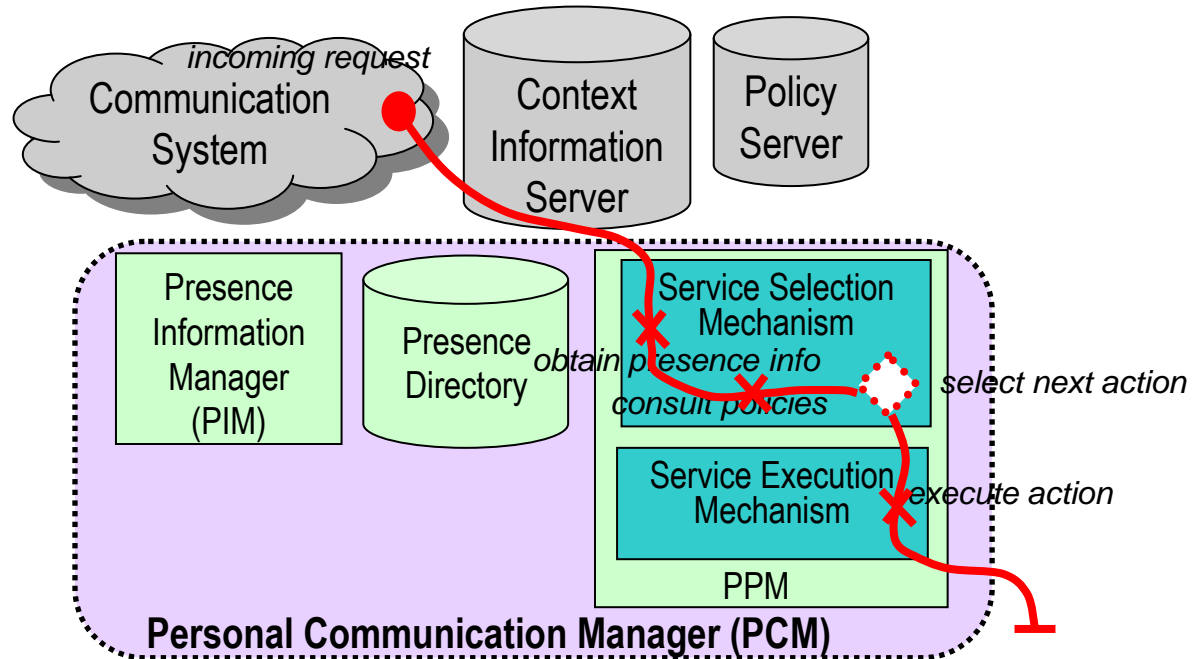 incoming request
Communication
System
Context
Information
Server
Policy
Server
Presence
Information
Manager
(PIM)
Presence
Directory
Service Selection
Mechanism
obtain presence info
consult policies
select next action
Service Execution
Mechanism
execute action
PPM
Personal Communication Manager (PCM)